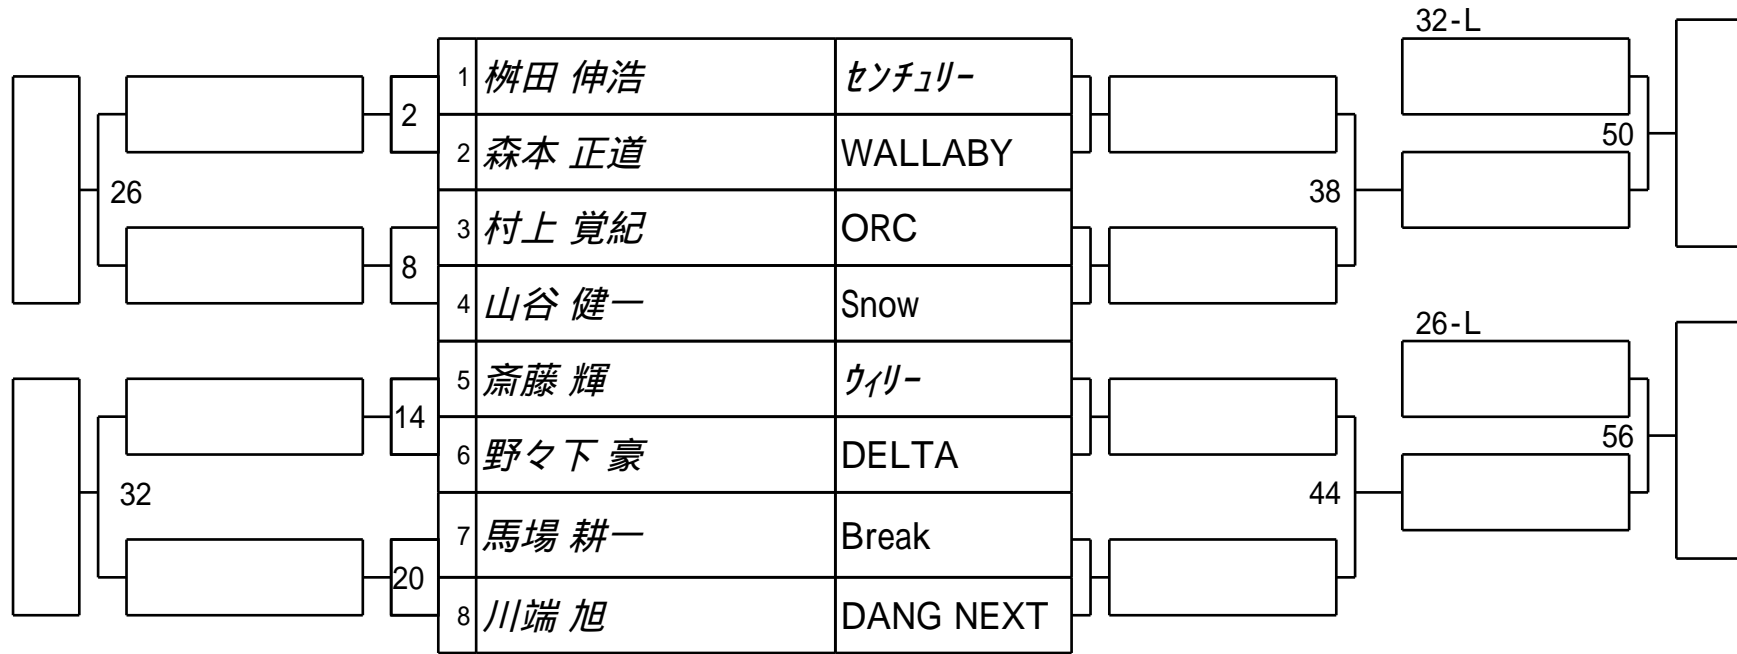 32-L
1 桝田 伸浩 センチュリー
2
2 森本 正道 WALLABY
50
26
38
3 村上 覚紀 ORC
8
4 山谷 健一 Snow
26-L
5 斎藤 輝 ウィリー
14
6 野々下 豪 DELTA
56
32
44
7 馬場 耕一 Break
20
8 川端 旭 DANG NEXT